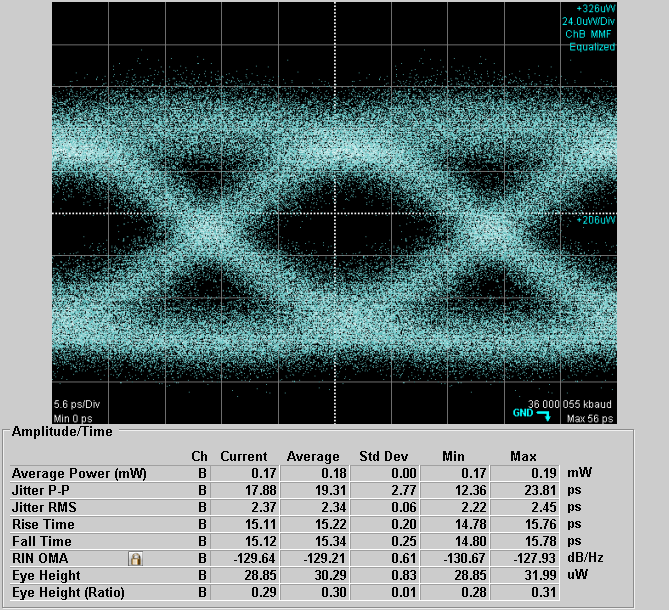 +326uW
24.0uW/Div
ChB MMF
Equalized
+206uW
5.6 ps/Div
36 000 055 kbaud
GND
Min 0 ps
Max 56 ps
Amplitude/Time
Ch Current Average Std Dev Min Max
Average Power (mW) B 0.17 0.18 0.00 0.17 0.19 mW
Jitter P-P B 17.88 19.31 2.77 12.36 23.81 ps
Jitter RMS B 2.37 2.34 0.06 2.22 2.45 ps
Rise Time B 15.11 15.22 0.20 14.78 15.76 ps
Fall Time B 15.12 15.34 0.25 14.80 15.78 ps
RIN OMA B -129.64 -129.21 0.61 -130.67 -127.93 dB/Hz
Eye Height B 28.85 30.29 0.83 28.85 31.99 uW
Eye Height (Ratio) B 0.29 0.30 0.01 0.28 0.31